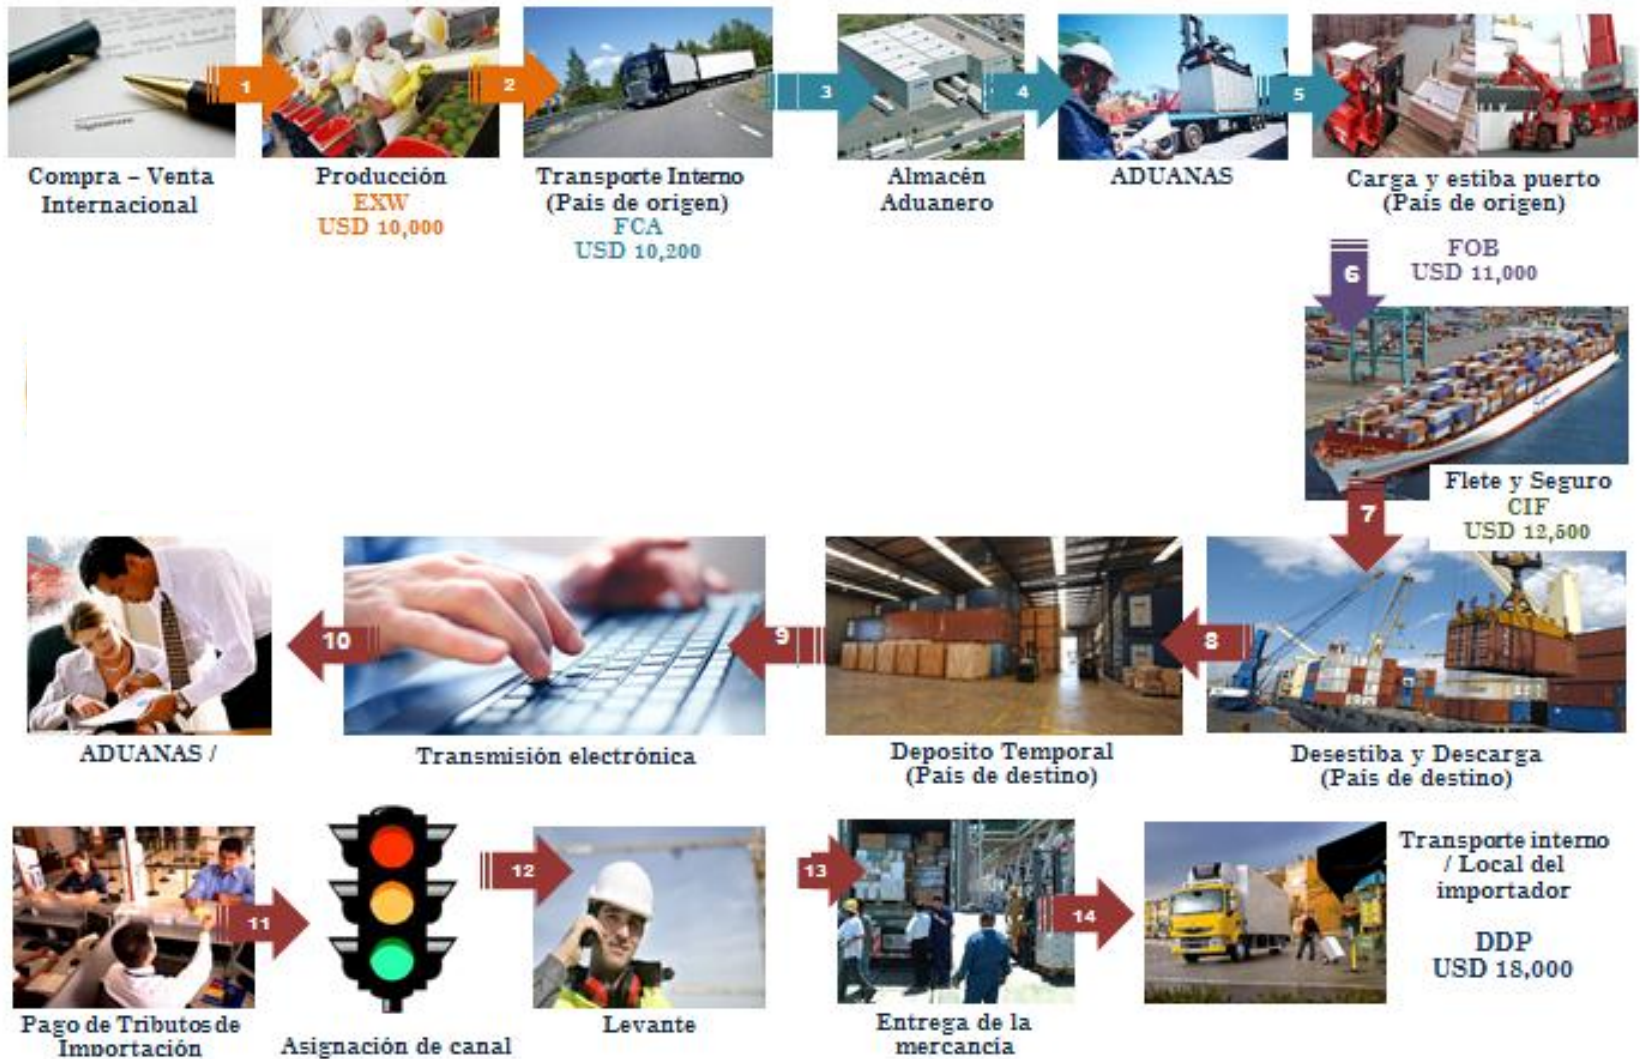 Signature
1
2
3
4
5
Compra – Venta
Internacional
Producción
EXW
USD 10,000
Transporte Interno
(País de origen)
FCA
USD 10,200
Almacén
Aduanero
ADUANAS
Carga y estiba puerto
(País de origen)
6
FOB
USD 11,000
Flete y Seguro
CIF
USD 12,500
7
8
9
10
ADUANAS /
Transmisión electrónica
Deposito Temporal
(País de destino)
Desestiba y Descarga
(País de destino)
11
12
13
14
Transporte interno
/ Local del
importador
DDP
USD 18,000
Pago de Tributos de
Importación
Asignación de canal
Levante
Entrega de la
mercancía